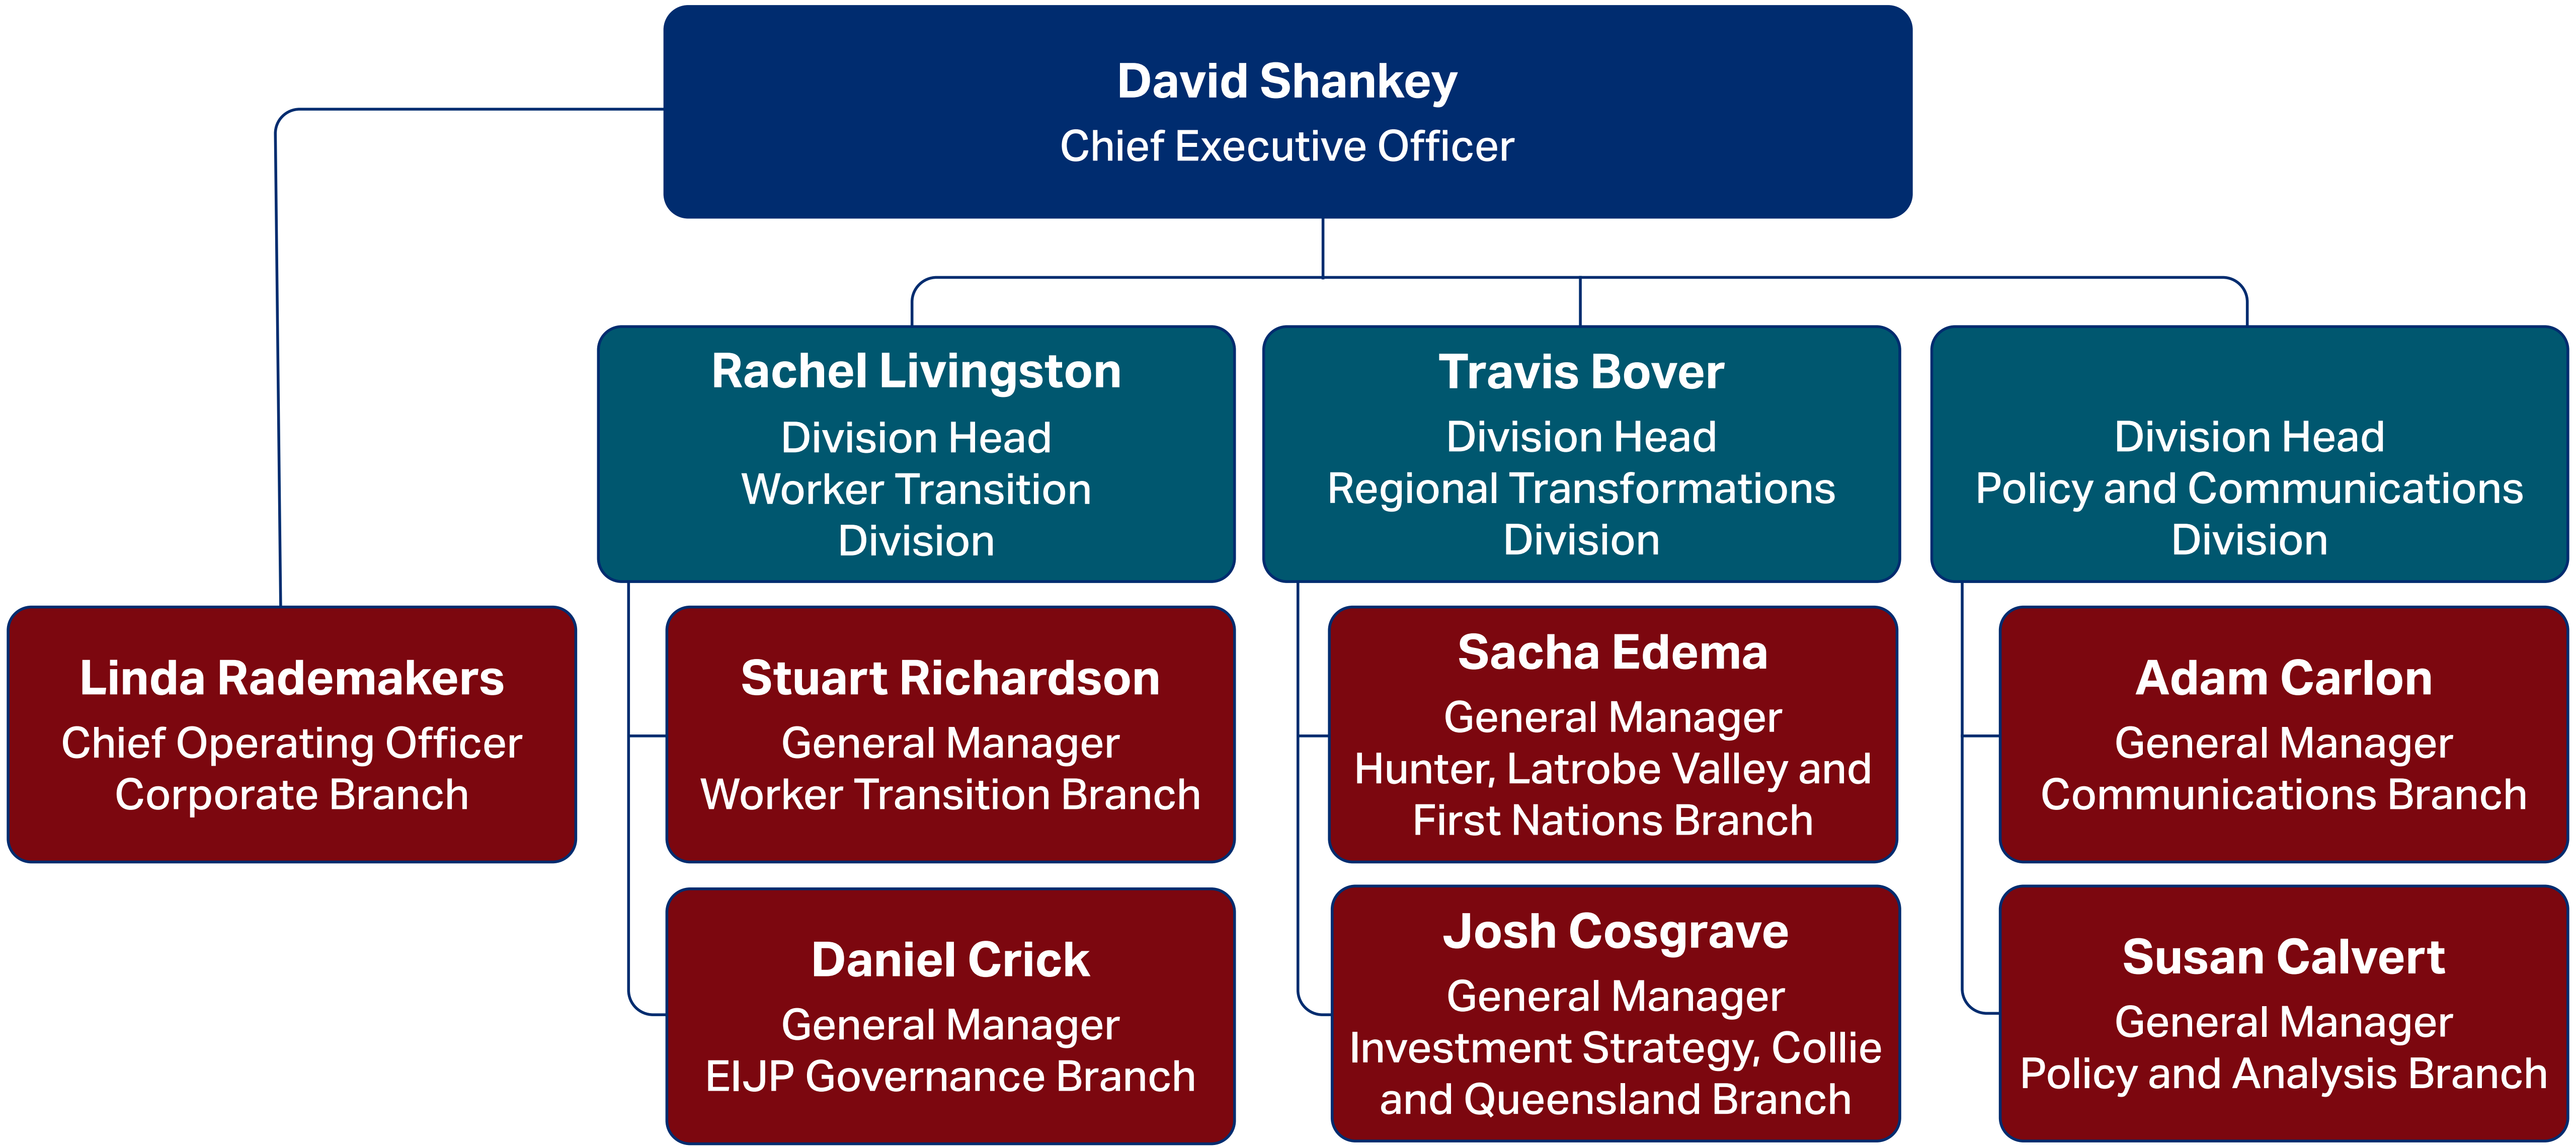 David Shankey
Chief Executive Officer
Rachel Livingston
Division Head
Worker Transition
Division
Travis Bover
Division Head
Regional Transformations
Division
Division Head
Policy and Communications
Division
Linda Rademakers
Chief Operating Officer
Corporate Branch
Stuart Richardson
General Manager
Worker Transition Branch
Sacha Edema
General Manager
Hunter, Latrobe Valley and
First Nations Branch
Adam Carlon
General Manager
Communications Branch
Daniel Crick
General Manager
EIJP Governance Branch
Josh Cosgrave
General Manager
Investment Strategy, Collie
and Queensland Branch
Susan Calvert
General Manager
Policy and Analysis Branch